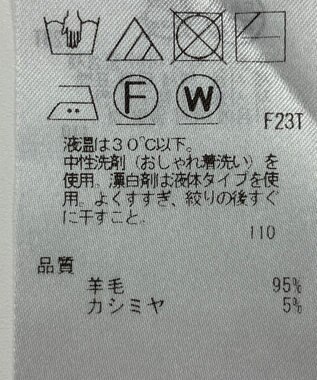 F W
F23T
液温は30℃以下。
中性洗剤（おしゃれ着洗い）を
使用、漂白剤は液体タイプを使
用。よくすすぎ、絞りの後すぐ
に干すこと。
110
品質
羊毛 95%
カシミヤ 5%